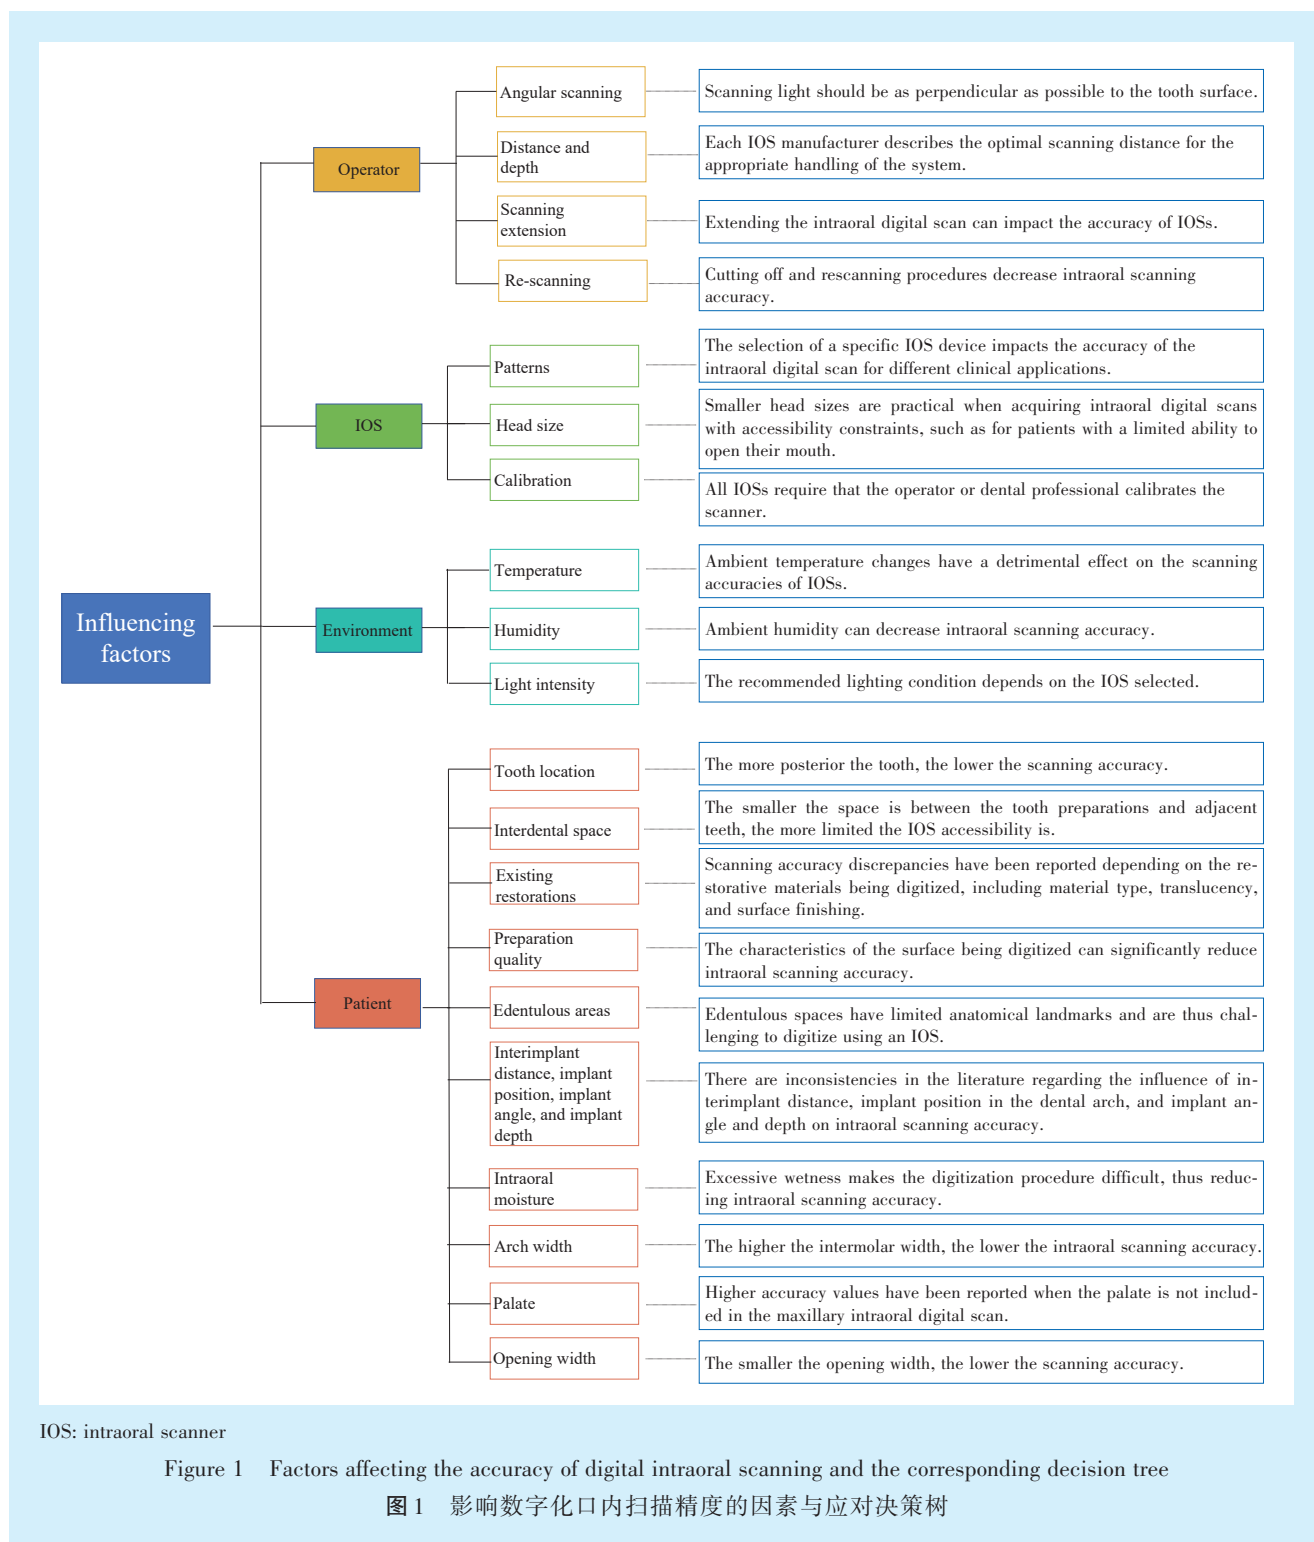 Influencing
factors
Operator
Angular scanning
Scanning light should be as perpendicular as possible to the tooth surface.
Distance and
depth
Each IOS manufacturer describes the optimal scanning distance for the
appropriate handling of the system.
Scanning
extension
Extending the intraoral digital scan can impact the accuracy of IOSs.
Re-scanning
Cutting off and rescanning procedures decrease intraoral scanning
accuracy.
IOS
Patterns
The selection of a specific IOS device impacts the accuracy of the
intraoral digital scan for different clinical applications.
Head size
Smaller head sizes are practical when acquiring intraoral digital scans
with accessibility constraints, such as for patients with a limited ability to
open their mouth.
Calibration
All IOSs require that the operator or dental professional calibrates the
scanner.
Environment
Temperature
Ambient temperature changes have a detrimental effect on the scanning
accuracies of IOSs.
Humidity
Ambient humidity can decrease intraoral scanning accuracy.
Light intensity
The recommended lighting condition depends on the IOS selected.
Patient
Tooth location
The more posterior the tooth, the lower the scanning accuracy.
Interdental space
The smaller the space is between the tooth preparations and adjacent
teeth, the more limited the IOS accessibility is.
Existing
restorations
Scanning accuracy discrepancies have been reported depending on the re-
storative materials being digitized, including material type, translucency,
and surface finishing.
Preparation
quality
The characteristics of the surface being digitized can significantly reduce
intraoral scanning accuracy.
Edentulous areas
Edentulous spaces have limited anatomical landmarks and are thus chal-
lenging to digitize using an IOS.
Interimplant
distance, implant
position, implant
angle, and implant
depth
There are inconsistencies in the literature regarding the influence of in-
terimplant distance, implant position in the dental arch, and implant an-
gle and depth on intraoral scanning accuracy.
Intraoral
moisture
Excessive wetness makes the digitization procedure difficult, thus reduc-
ing intraoral scanning accuracy.
Arch width
The higher the intermolar width, the lower the intraoral scanning accuracy.
Palate
Higher accuracy values have been reported when the palate is not includ-
ed in the maxillary intraoral digital scan.
Opening width
The smaller the opening width, the lower the scanning accuracy.
IOS: intraoral scanner
Figure 1 Factors affecting the accuracy of digital intraoral scanning and the corresponding decision tree
图1 影响数字化口内扫描精度的因素与应对决策树